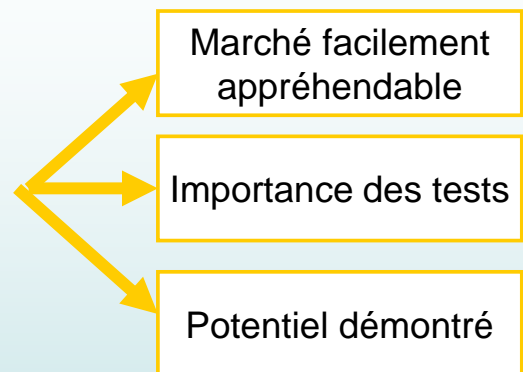 Marché facilement
appréhendable
Importance des tests
Potentiel démontré